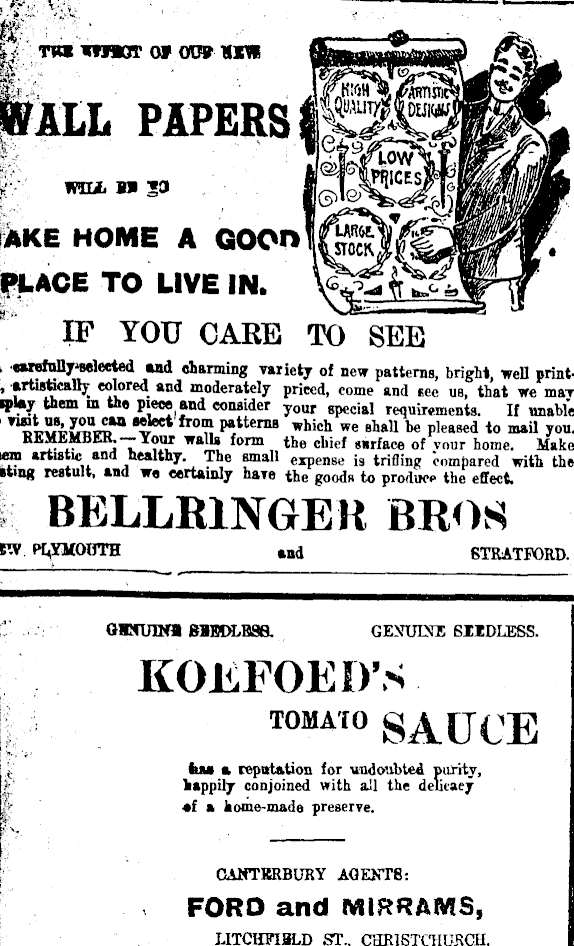 THE EFFECT OF OUR NEW
WALL PAPERS
WILL BE TO
AKE HOME A GOOD
PLACE TO LIVE IN.
HIGH QUALITY
ARTISTIC DESIGNS
LOW PRICES
LARGE STOCK
IF YOU CARE TO SEE
carefully-selected and charming variety of new patterns, bright, well print-
, artistically colored and moderately priced, come and see us, that we may
splay them in the piece and consider your special requirements. If unable
visit us, you can select from patterns which we shall be pleased to mail you.
REMEMBER.—Your walls form the chief surface of your home. Make
em artistic and healthy. The small expense is trifling compared with the
sting restult, and we certainly have the goods to produce the effect.
BELLRINGER BROS
EW PLYMOUTH and STRATFORD.
GENUINE SEEDLESS. GENUINE SEEDLESS.
KOEFOED'S
TOMATO SAUCE
has a reputation for undoubted purity,
happily conjoined with all the delicacy
of a home-made preserve.
CANTERBURY AGENTS:
FORD and MIRRAMS,
LITCHFIELD ST., CHRISTCHURCH.